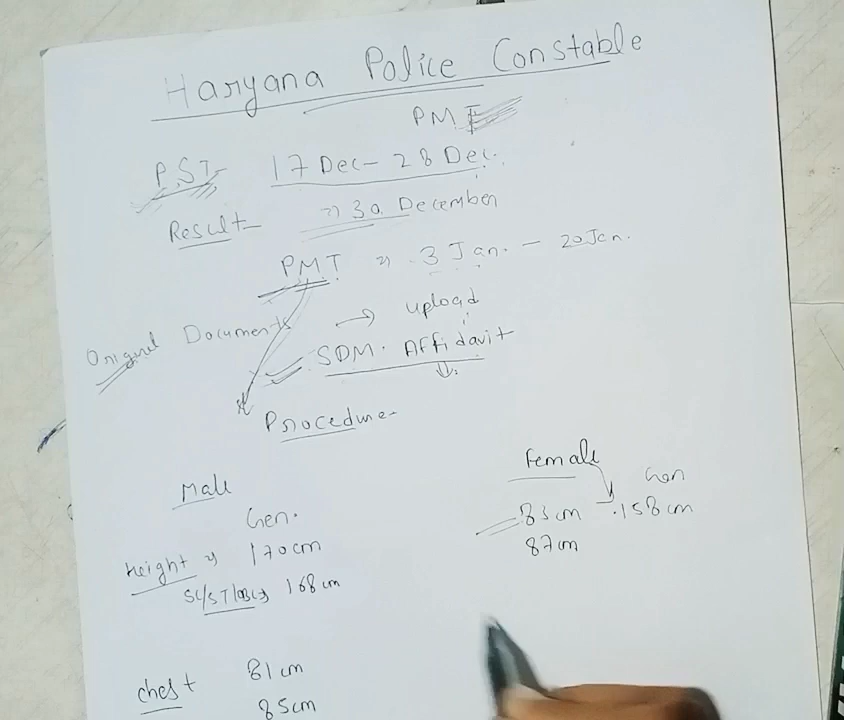 Haryana Police Constable
PMT
P.ST 17 Dec - 28 Dec.
Result 30 December
PMT 3 Jan. - 20 Jan.
→ upload
Original Documents
SDM. Affidavit
Procedure
Male
Female
Gen
Gen.
83 cm 158 cm
height 170 cm
87 cm
SC/ST/OBC 168 cm
chest 81 cm
85 cm